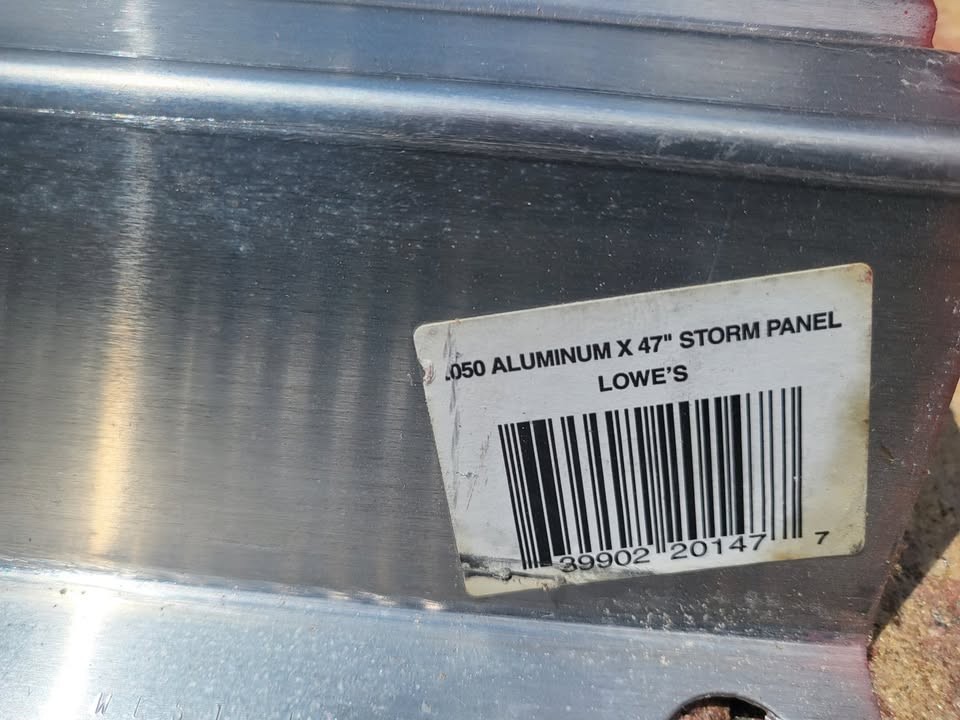 .050 ALUMINUM X 47" STORM PANEL
LOWE'S
39902 20147 7